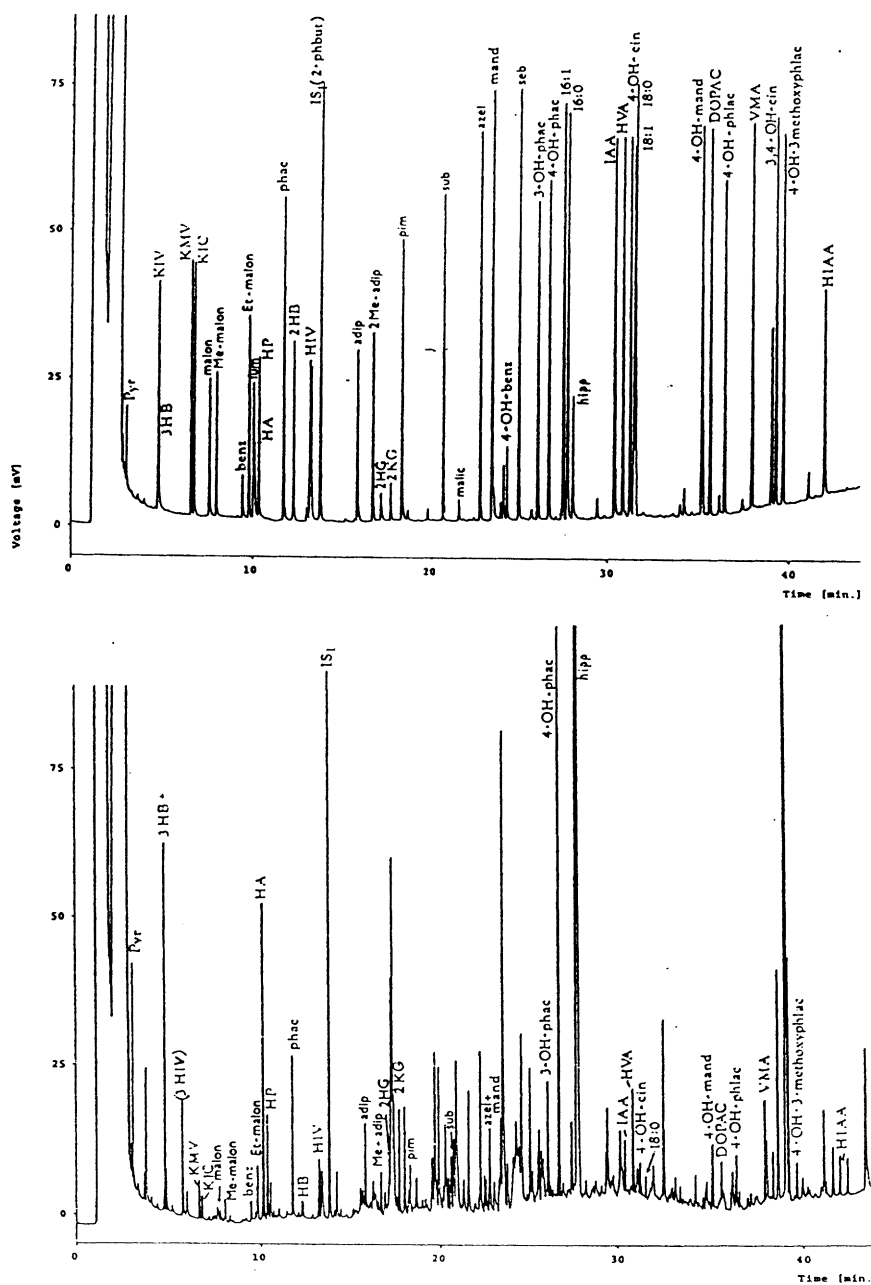 75
50
25
0
Voltage [mV]
Pyr
KIV
3HB
KMV
KIC
malon
Me-malon
benz
Et-malon
fum
HP
HA
phac
2HB
HIV
IS₁(2-phbut)
adip
2Me-adip
2HG
2KG
pim
sub
malic
azel
mand
4-OH-benz
seb
3-OH-phac
4-OH-phac
16:1
16:0
hipp
IAA
HVA
4-OH-cin
18:1 18:0
4-OH-mand
DOPAC
4-OH-phlac
VMA
3,4-OH-cin
4-OH-3methoxyphlac
HIAA
0 10 20 30 40
Time [min.]
75
50
25
0
Pyr
3HB+
(3HIV)
KMV
KIC
malon
Me-malon
benz
Et-malon
HA
HP
phac
HB
HIV
IS₁
adip
Me-adip
2HG
2KG
pim
sub
azel+
mand
3-OH-phac
4-OH-phac
hipp
IAA
HVA
4-OH-cin
18:0
4-OH-mand
DOPAC
4-OH-phlac
VMA
4-OH-3-methoxyphlac
HIAA
0 10 20 30 40
Time [min.